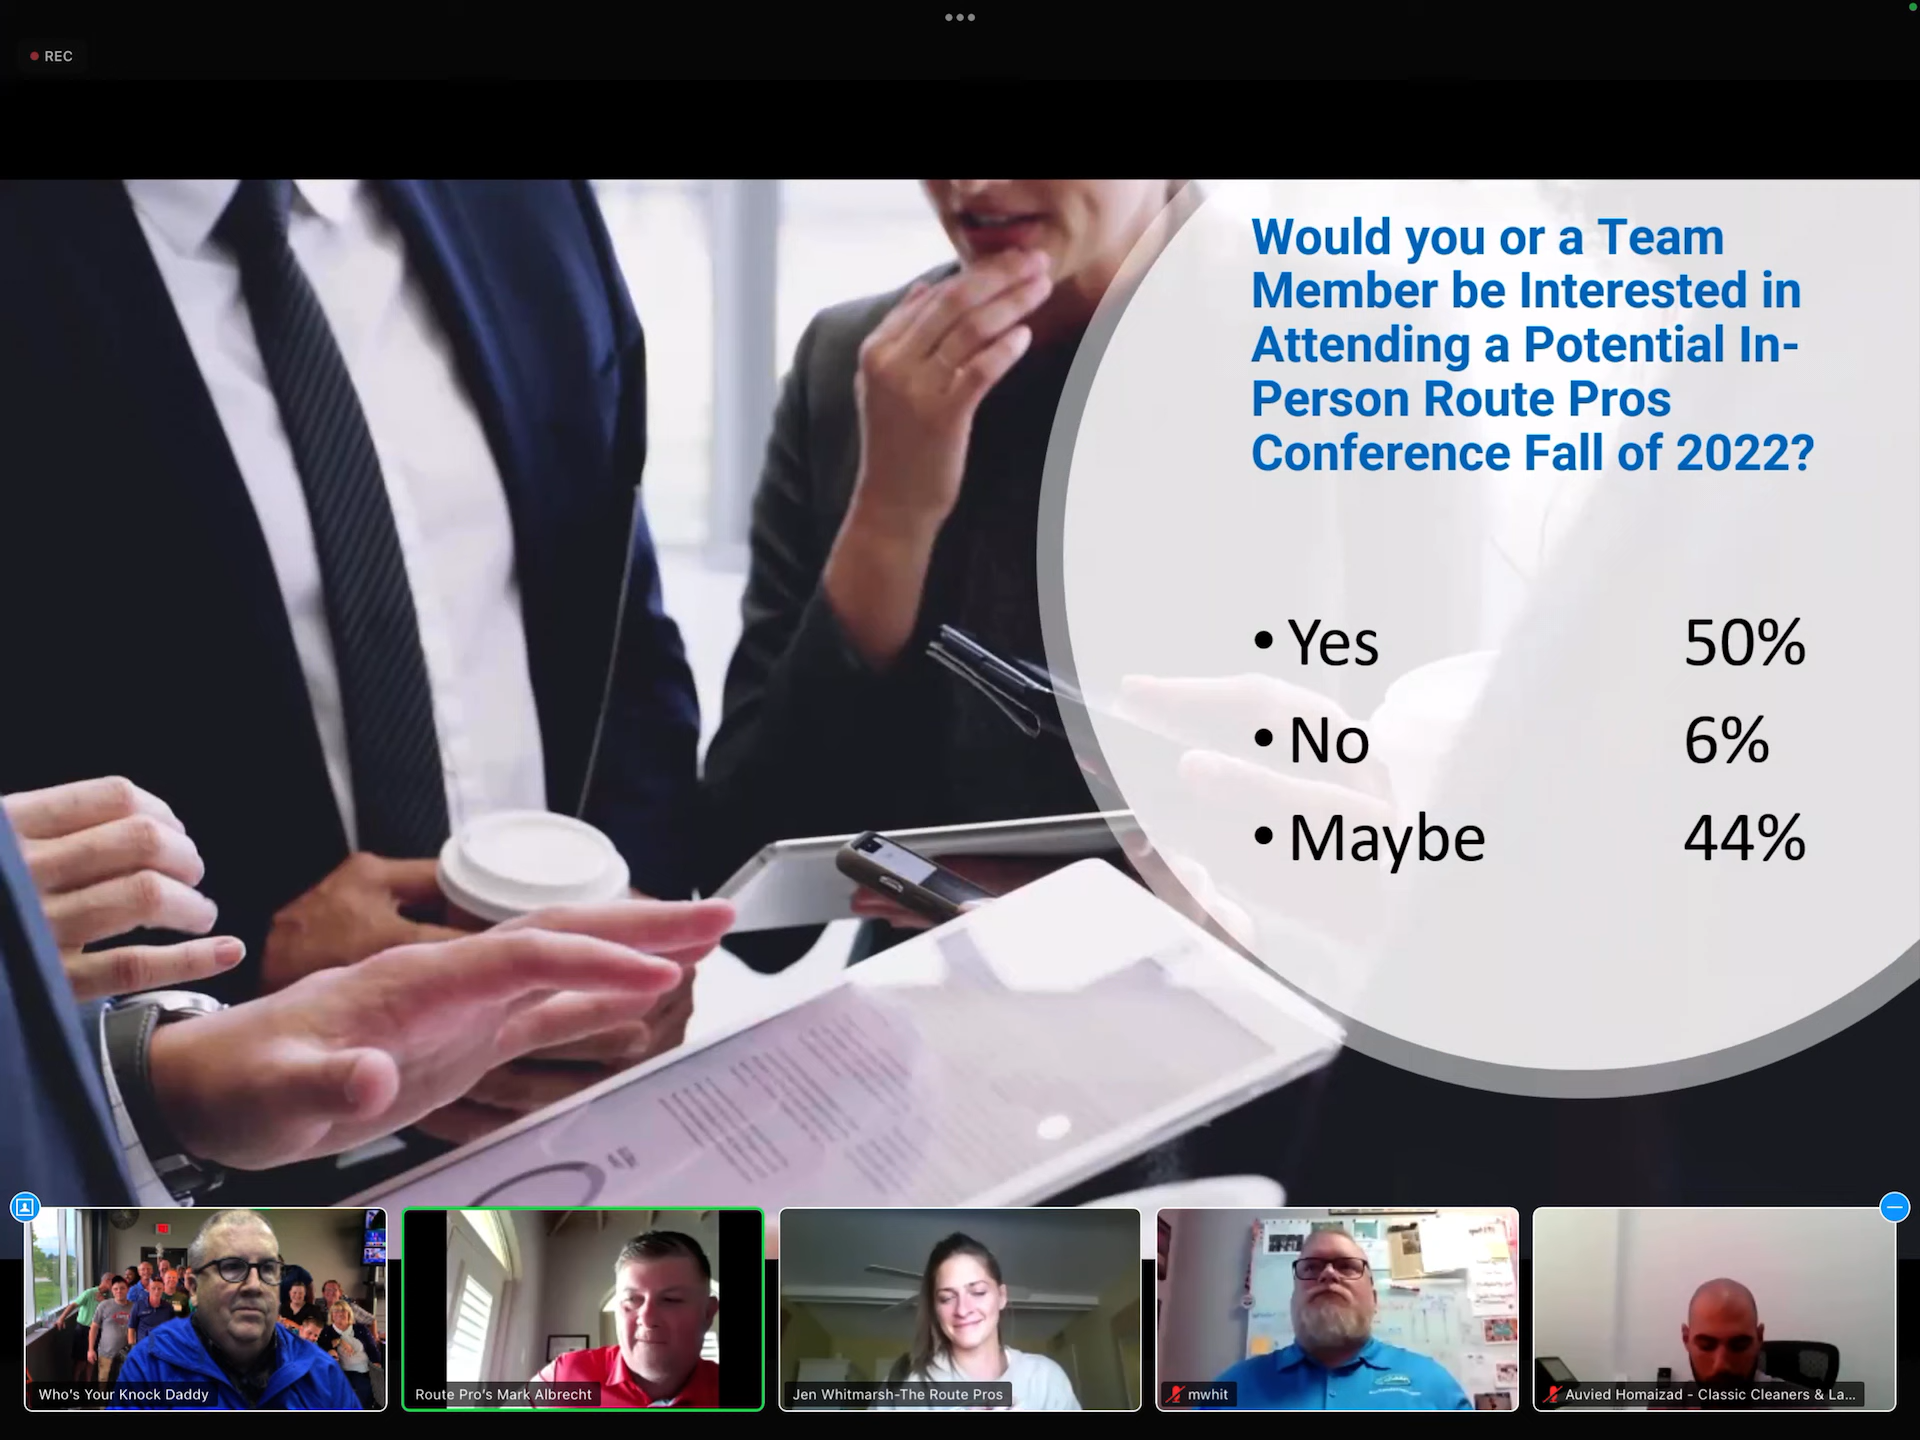 REC
Would you or a Team
Member be Interested in
Attending a Potential In-
Person Route Pros
Conference Fall of 2022?
• Yes 50%
• No 6%
• Maybe 44%
Who's Your Knock Daddy
Route Pro's Mark Albrecht
Jen Whitmarsh-The Route Pros
mwhit
Auvied Homaizad - Classic Cleaners & La...